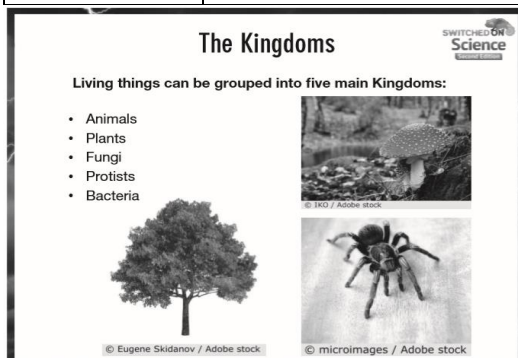 The Kingdoms
SWITCHED ON
Science
Second Edition
Living things can be grouped into five main Kingdoms:
• Animals
• Plants
• Fungi
• Protists
• Bacteria
© IKO / Adobe stock
© Eugene Skidanov / Adobe stock
© microimages / Adobe stock